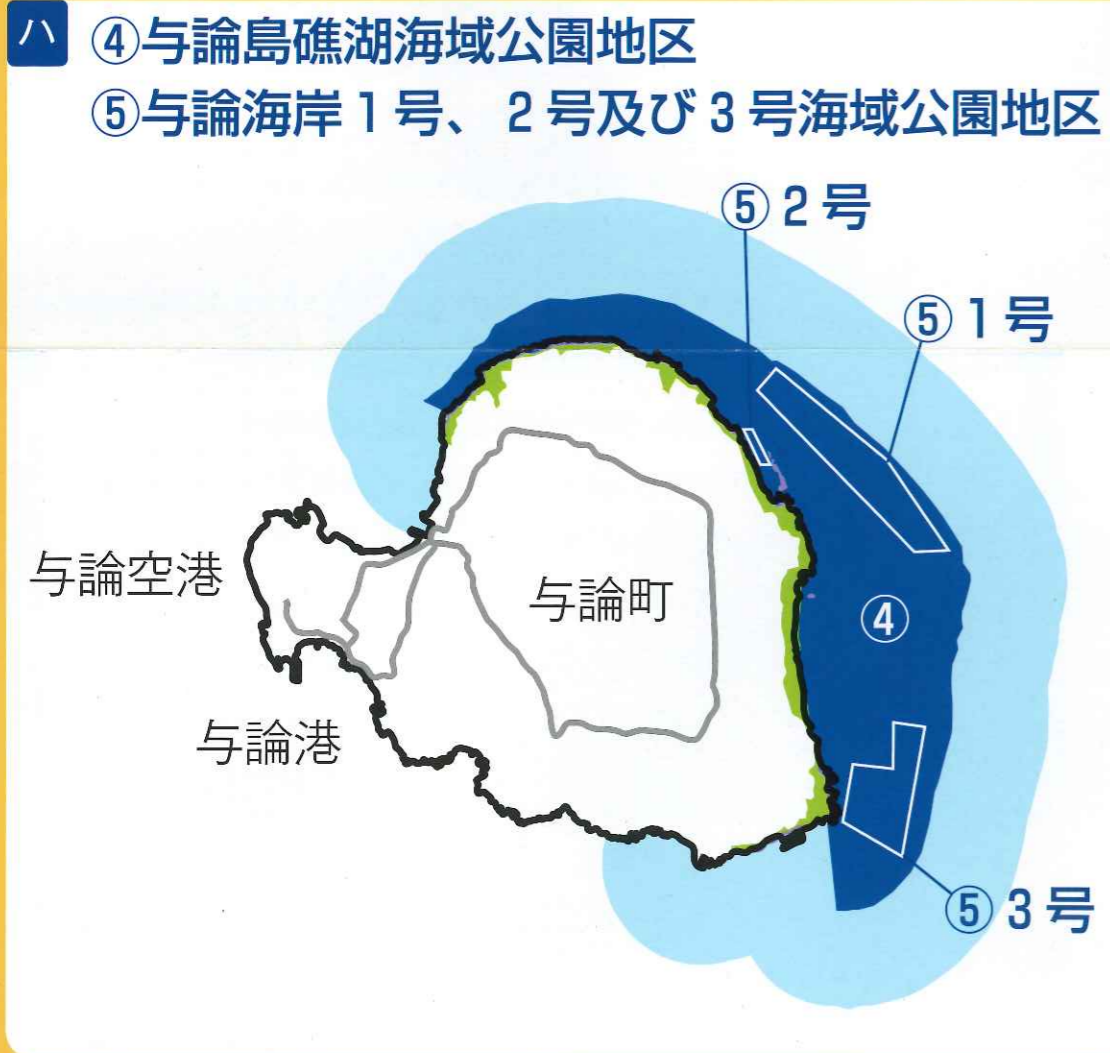 ハ
④与論島礁湖海域公園地区
⑤与論海岸1号、2号及び3号海域公園地区
⑤2号
⑤1号
与論空港
与論町
④
与論港
⑤3号